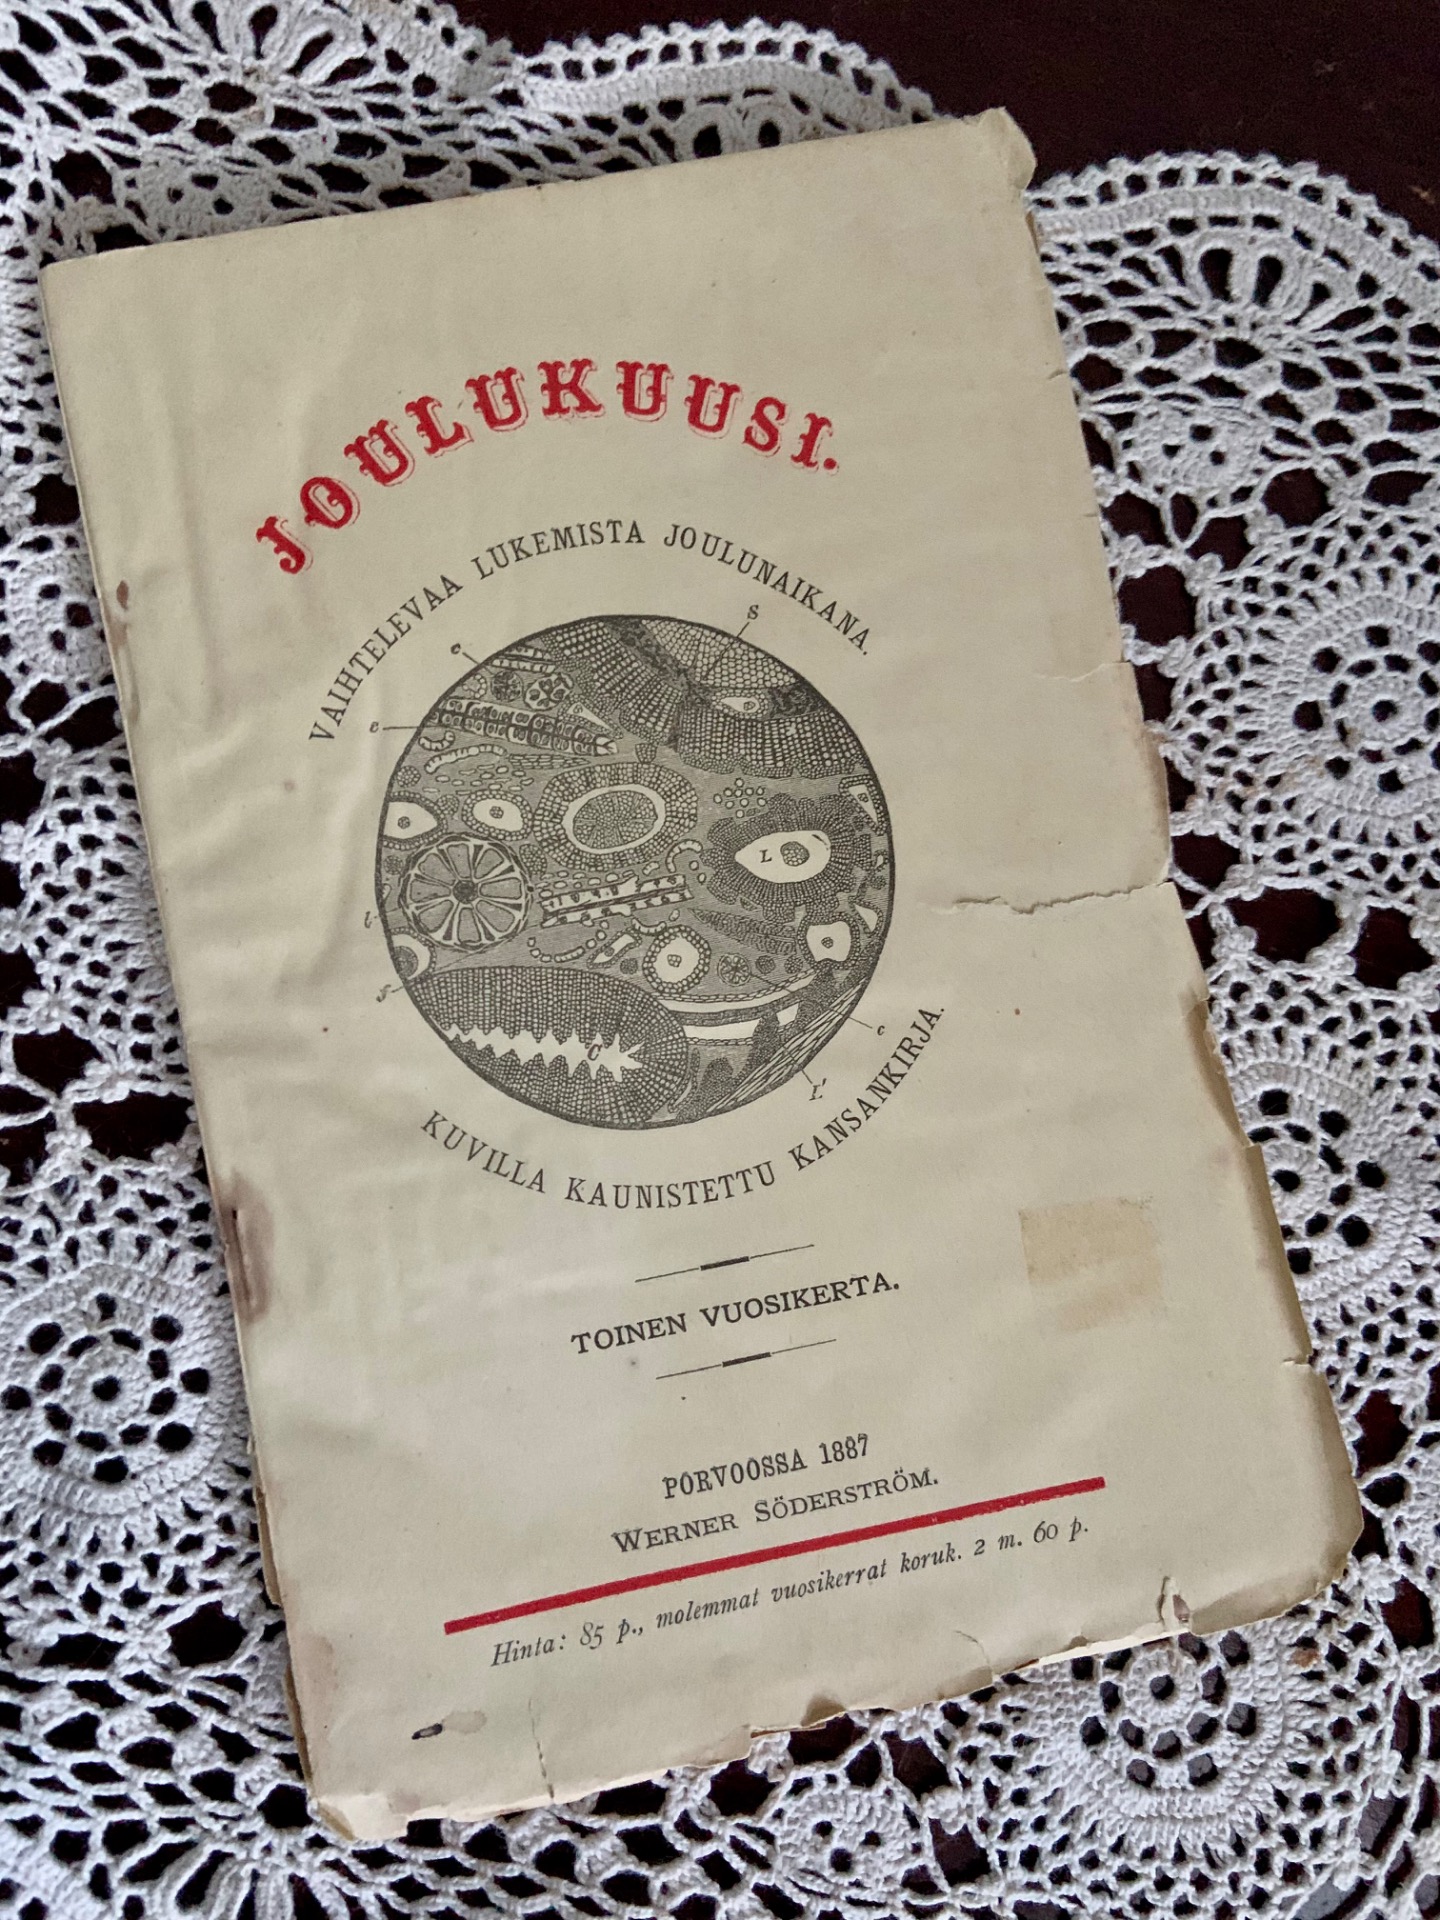 JOULUKUUSI.
VAIHTELEVAA LUKEMISTA JOULUNAIKANA.
S
c
e
L
l
S
C
c
L'
KUVILLA KAUNISTETTU KANSANKIRJA.
TOINEN VUOSIKERTA.
PORVOOSSA 1887
WERNER SÖDERSTRÖM.
Hinta: 85 p., molemmat vuosikerrat koruk. 2 m. 60 p.